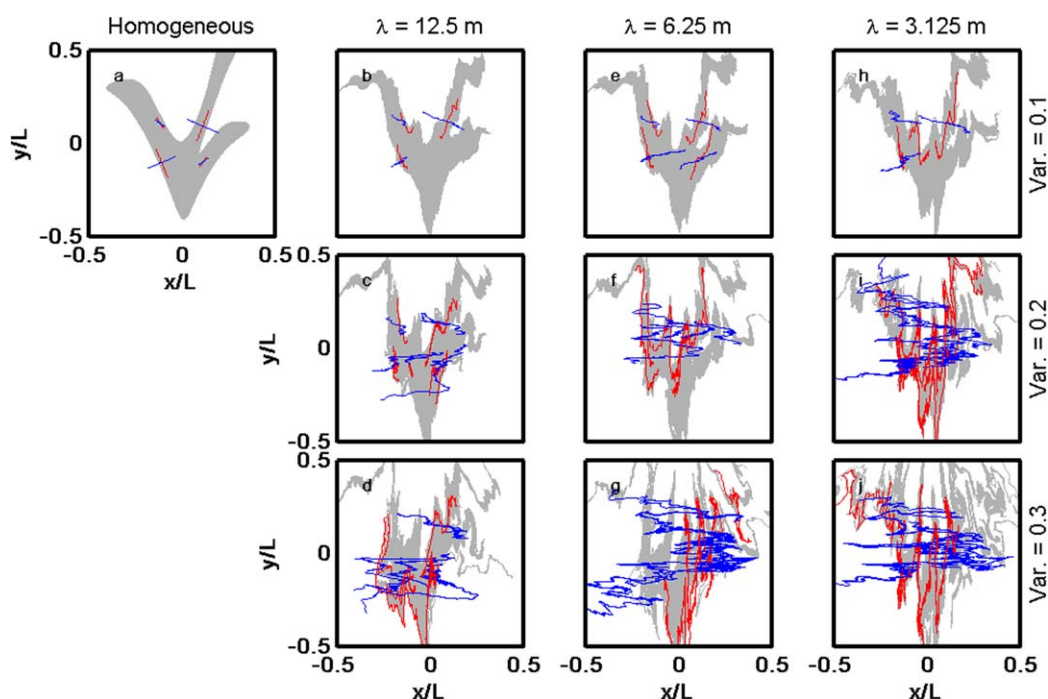 Homogeneous λ = 12.5 m λ = 6.25 m λ = 3.125 m
0.5
a b e h
y/L 0 Var. = 0.1
-0.5
-0.5 0 0.5 0.5
x/L
c f i
y/L 0 Var. = 0.2
-0.5
0.5
d g j
y/L 0 Var. = 0.3
-0.5
-0.5 0 0.5 -0.5 0 0.5 -0.5 0 0.5
x/L x/L x/L